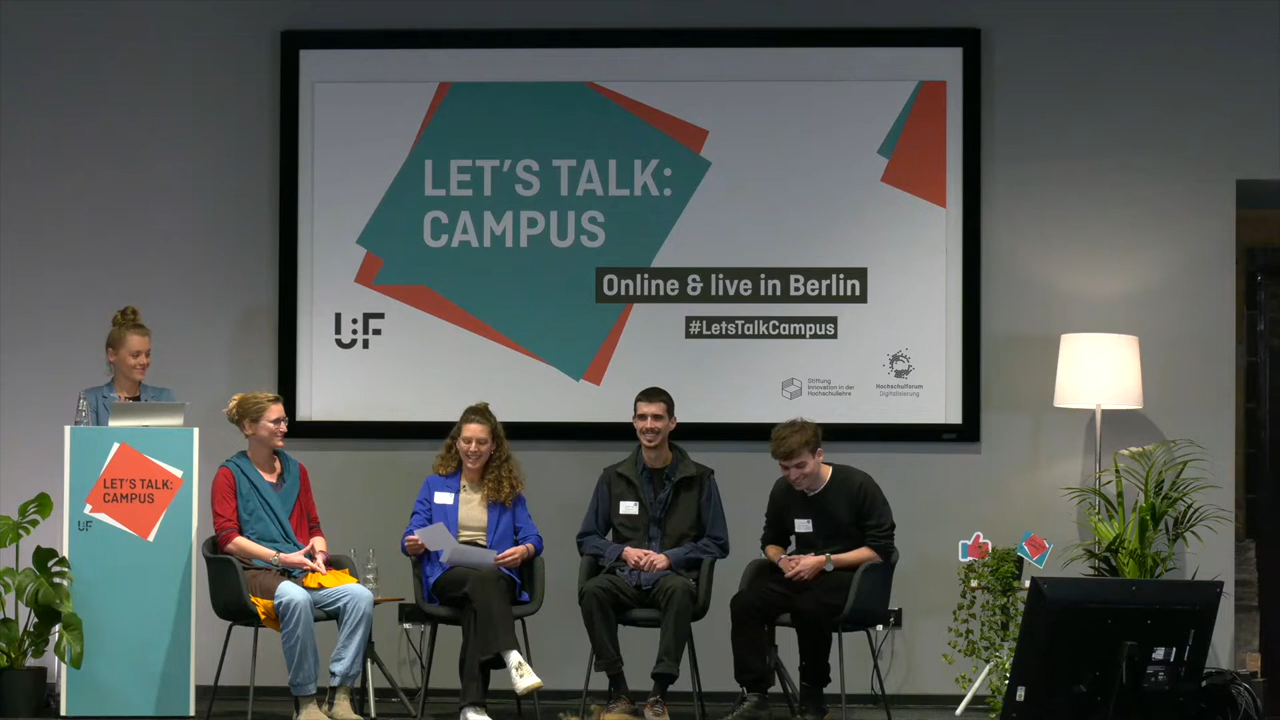 LET'S TALK:
CAMPUS
Online & live in Berlin
#LetsTalkCampus
U:F
Stiftung
Innovation in der
Hochschullehre
Hochschulforum
Digitalisierung
LET'S TALK:
CAMPUS
U:F